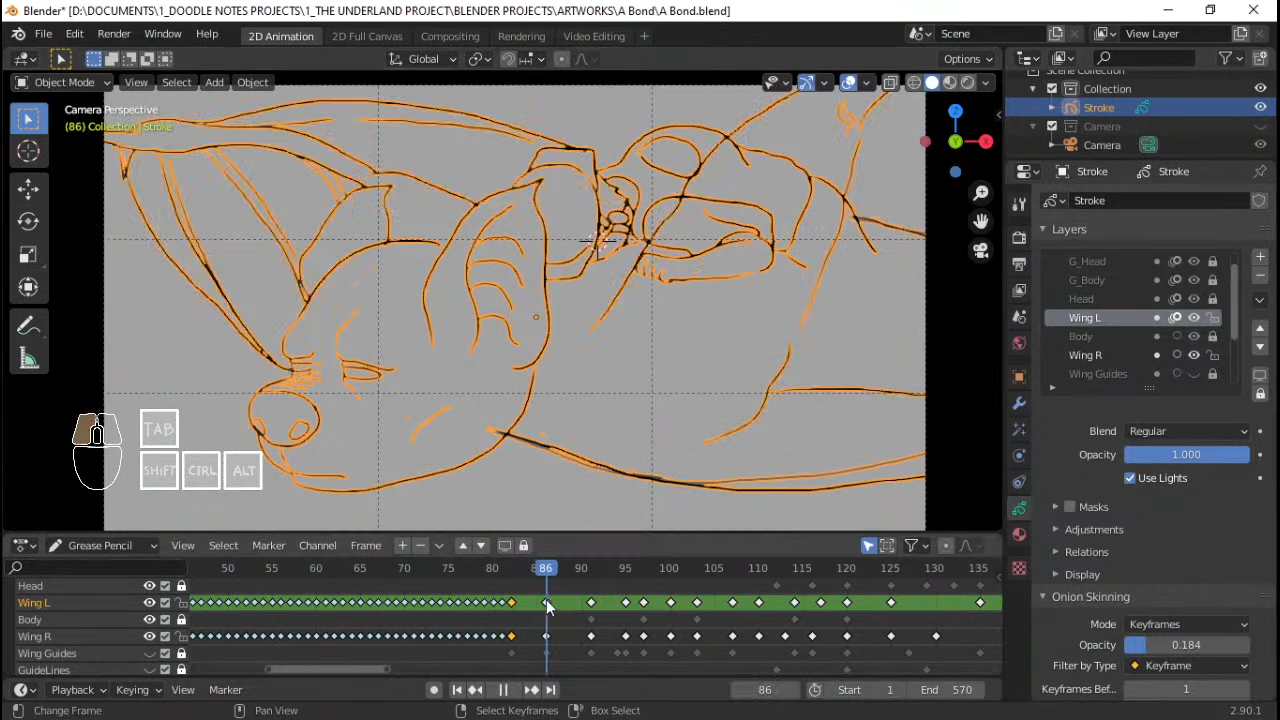 Blender* [D:\DOCUMENTS\1_DOODLE NOTES PROJECTS\1_THE UNDERLAND PROJECT\BLENDER PROJECTS\ARTWORKS\A Bond\A Bond.blend]
File Edit Render Window Help 2D Animation 2D Full Canvas Compositing Rendering Video Editing + Scene View Layer
Global Options
Object Mode View Select Add Object
Camera Perspective
(86) Collection | Stroke
TAB
SHiFT CTRL ALT
Scene Collection
Collection
Stroke
Camera
Camera
Stroke Stroke
Stroke
Layers
G_Head
G_Body
Head
Wing L
Body
Wing R
Wing Guides
Blend Regular
Opacity 1.000
Use Lights
Masks
Adjustments
Relations
Display
Onion Skinning
Mode Keyframes
Opacity 0.184
Filter by Type Keyframe
Keyframes Bef... 1
Grease Pencil View Select Marker Channel Frame
50 55 60 65 70 75 80 86 90 95 100 105 110 115 120 125 130 135
Head
Wing L
Body
Wing R
Wing Guides
GuideLines
Playback Keying View Marker 86 Start 1 End 570
Change Frame Pan View Select Keyframes Box Select 2.90.1